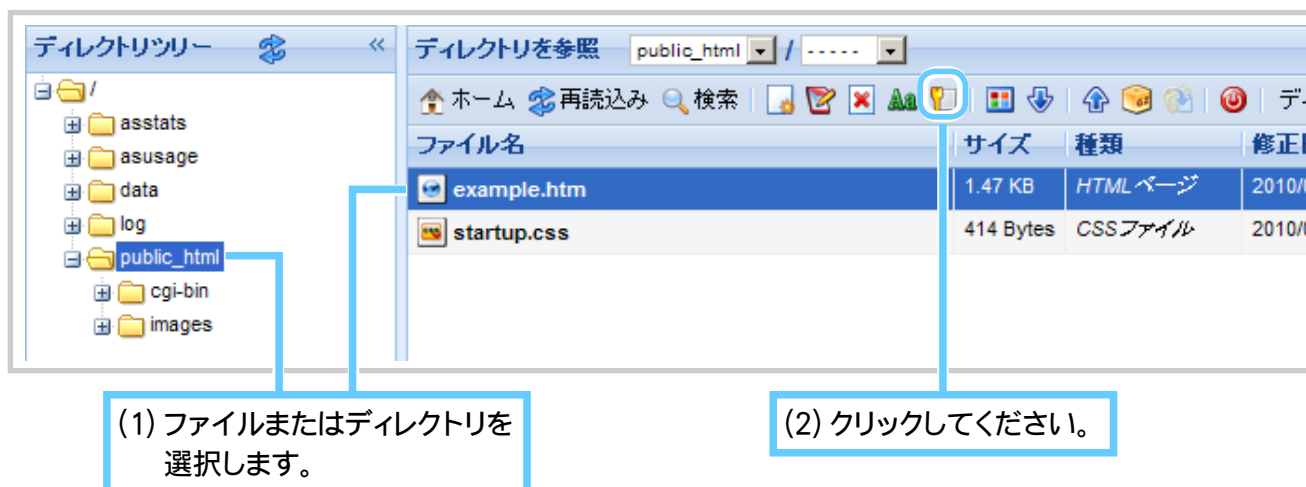 ディレクトリツリー
ディレクトリを参照 public_html / -----
/
asstats
asusage
data
log
public_html
cgi-bin
images
ホーム 再読込み 検索 Aa
ファイル名 サイズ 種類
example.htm 1.47 KB HTMLページ 2010/
startup.css 414 Bytes CSSファイル 2010/
(1) ファイルまたはディレクトリを
選択します。
(2) クリックしてください。